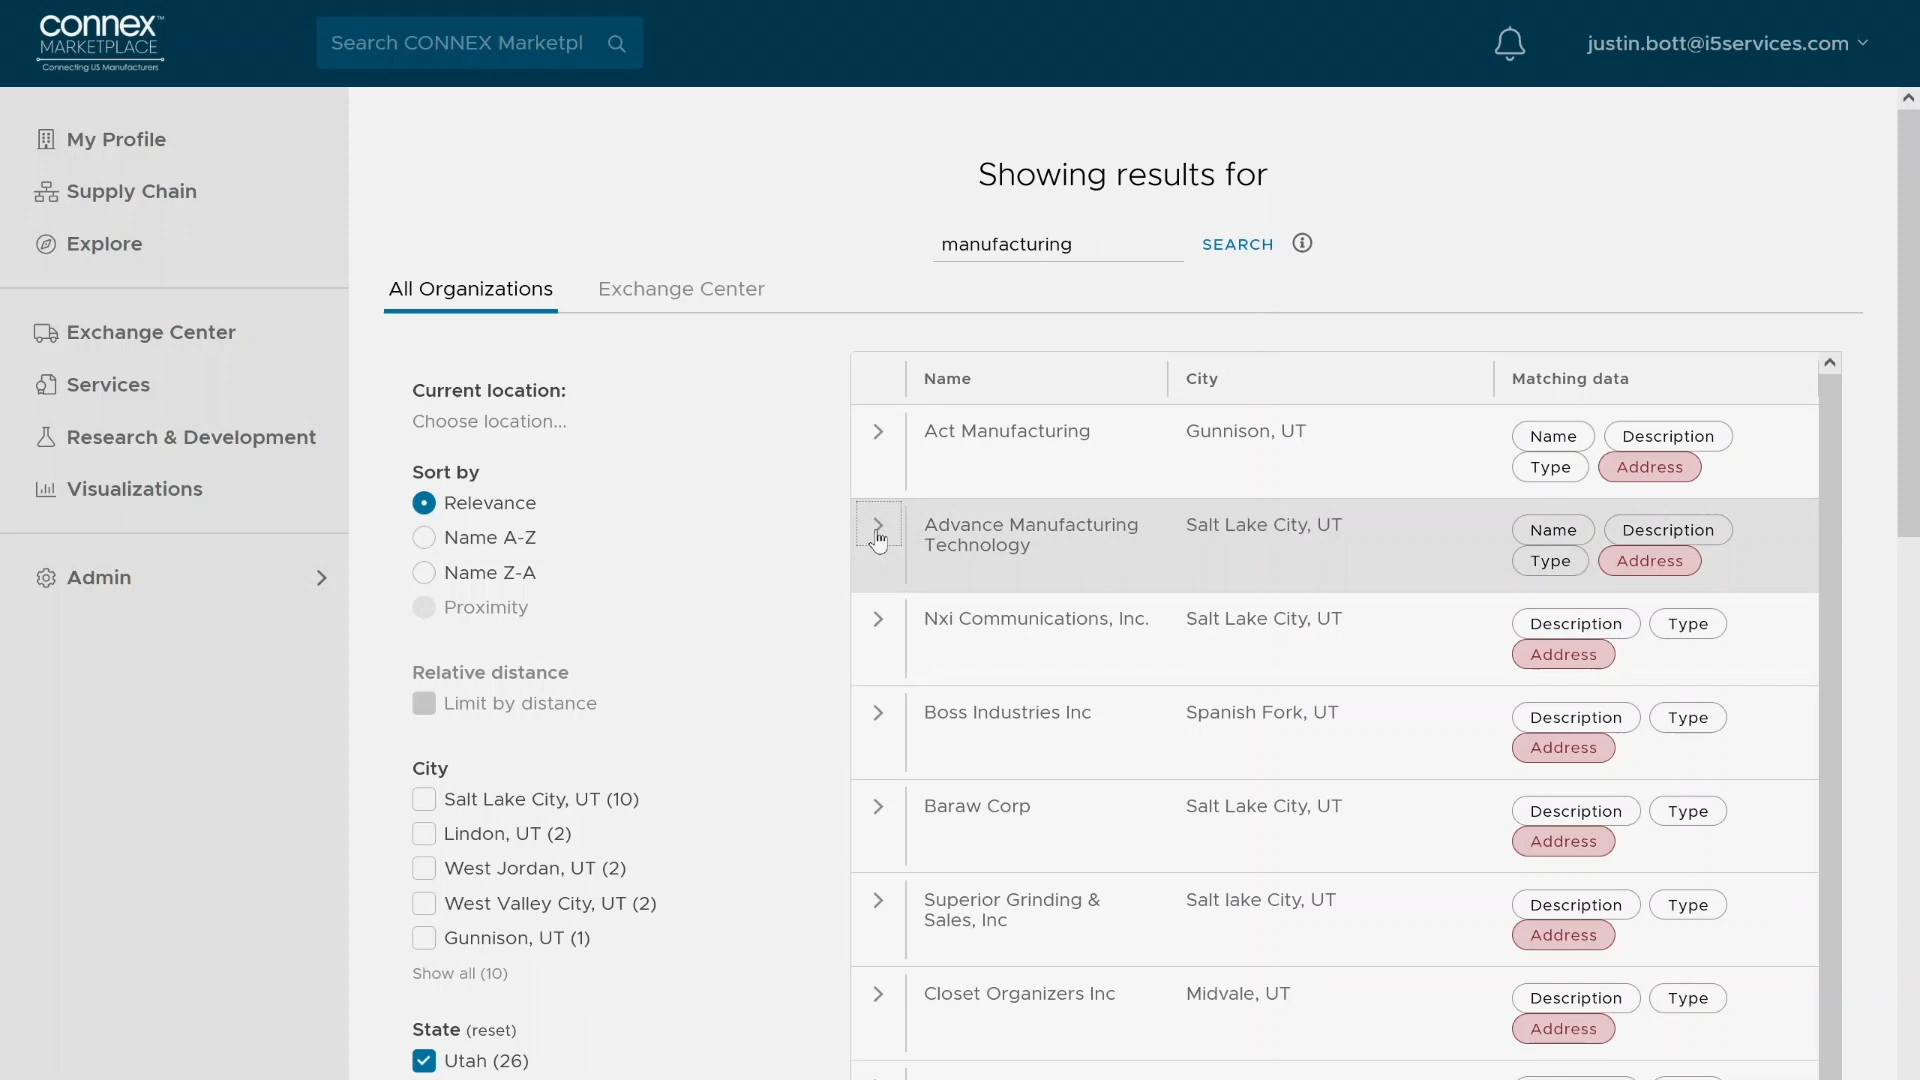 connex™
MARKETPLACE
Connecting US Manufacturers
Search CONNEX Marketpl
justin.bott@i5services.com
My Profile
Supply Chain
Explore
Exchange Center
Services
Research & Development
Visualizations
Admin
Showing results for
manufacturing
SEARCH
All Organizations
Exchange Center
Current location:
Choose location...
Sort by
Relevance
Name A-Z
Name Z-A
Proximity
Relative distance
Limit by distance
City
Salt Lake City, UT (10)
Lindon, UT (2)
West Jordan, UT (2)
West Valley City, UT (2)
Gunnison, UT (1)
Show all (10)
State (reset)
Utah (26)
Name City Matching data
Act Manufacturing Gunnison, UT Name Description
Type Address
Advance Manufacturing Salt Lake City, UT Name Description
Technology Type Address
Nxi Communications, Inc. Salt Lake City, UT Description Type
Address
Boss Industries Inc Spanish Fork, UT Description Type
Address
Baraw Corp Salt Lake City, UT Description Type
Address
Superior Grinding & Salt lake City, UT Description Type
Sales, Inc Address
Closet Organizers Inc Midvale, UT Description Type
Address